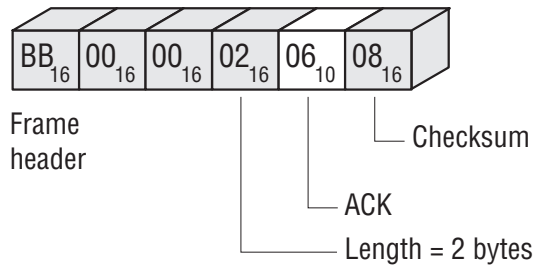 BB₁₆ 00₁₆ 00₁₆ 02₁₆ 06₁₀ 08₁₆
Frame
header
Checksum
ACK
Length = 2 bytes